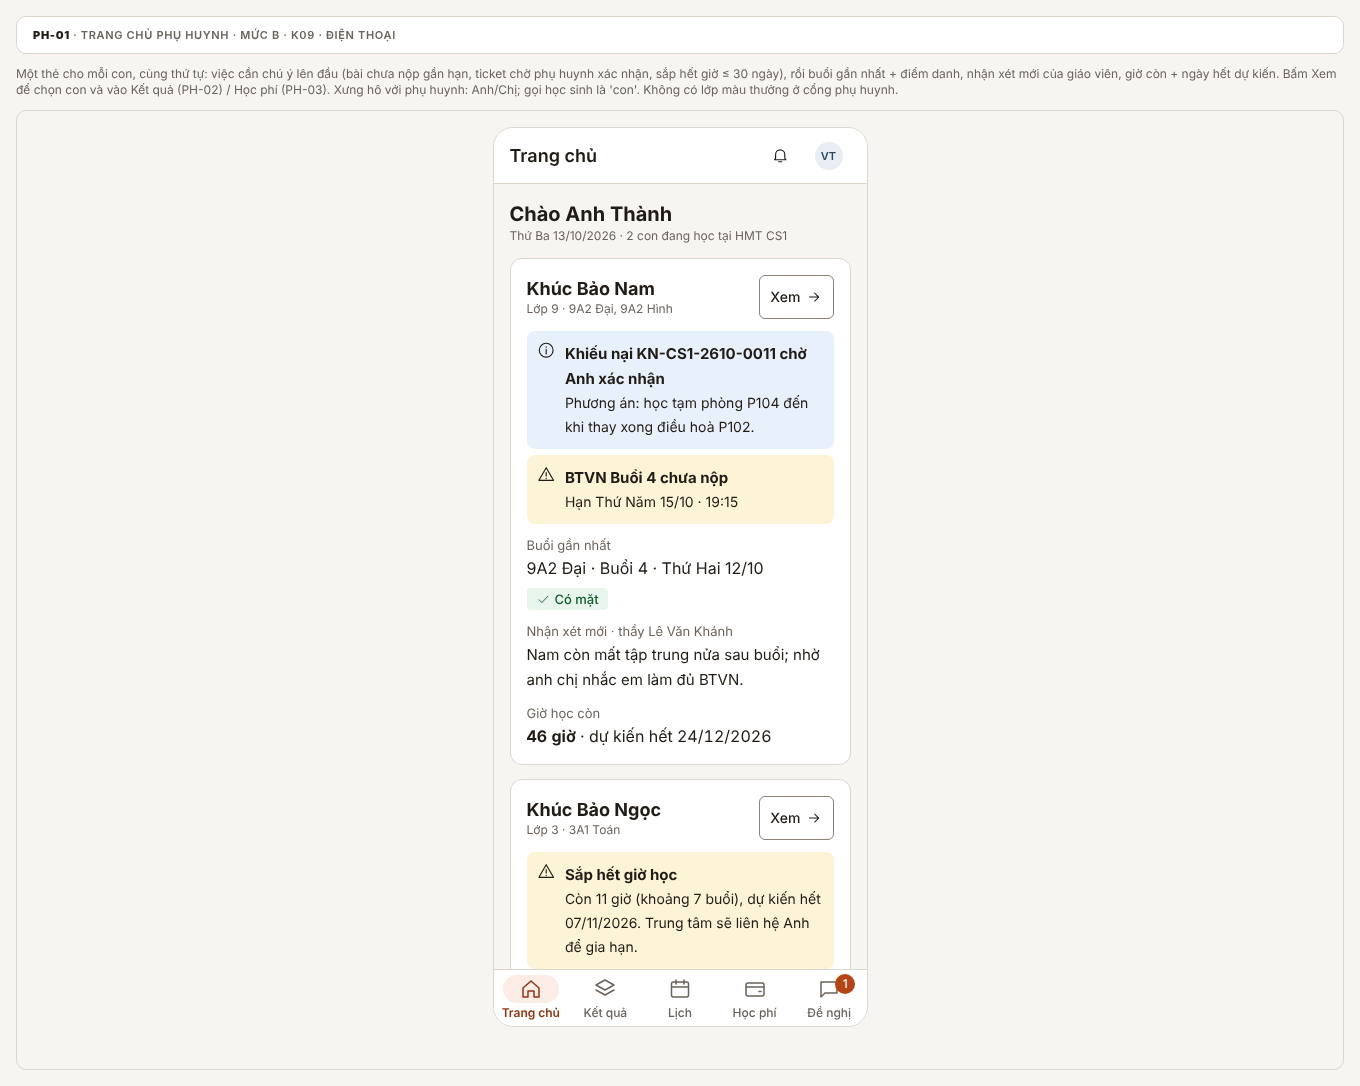 PH-01 · TRANG CHỦ PHỤ HUYNH · MỨC B · K09 · ĐIỆN THOẠI
Một thẻ cho mỗi con, cùng thứ tự: việc cần chú ý lên đầu (bài chưa nộp gần hạn, ticket chờ phụ huynh xác nhận, sắp hết giờ ≤ 30 ngày), rồi buổi gần nhất + điểm danh, nhận xét mới của giáo viên, giờ còn + ngày hết dự kiến. Bấm Xem
để chọn con và vào Kết quả (PH-02) / Học phí (PH-03). Xưng hô với phụ huynh: Anh/Chị; gọi học sinh là 'con'. Không có lớp màu thưởng ở cổng phụ huynh.
Trang chủ
VT
Chào Anh Thành
Thứ Ba 13/10/2026 · 2 con đang học tại HMT CS1
Khúc Bảo Nam
Xem →
Lớp 9 · 9A2 Đại, 9A2 Hình
Khiếu nại KN-CS1-2610-0011 chờ
Anh xác nhận
Phương án: học tạm phòng P104 đến
khi thay xong điều hoà P102.
BTVN Buổi 4 chưa nộp
Hạn Thứ Năm 15/10 · 19:15
Buổi gần nhất
9A2 Đại · Buổi 4 · Thứ Hai 12/10
Có mặt
Nhận xét mới · thầy Lê Văn Khánh
Nam còn mất tập trung nửa sau buổi; nhờ
anh chị nhắc em làm đủ BTVN.
Giờ học còn
46 giờ · dự kiến hết 24/12/2026
Khúc Bảo Ngọc
Xem →
Lớp 3 · 3A1 Toán
Sắp hết giờ học
Còn 11 giờ (khoảng 7 buổi), dự kiến hết
07/11/2026. Trung tâm sẽ liên hệ Anh
để gia hạn.
1
Trang chủ Kết quả Lịch Học phí Đề nghị